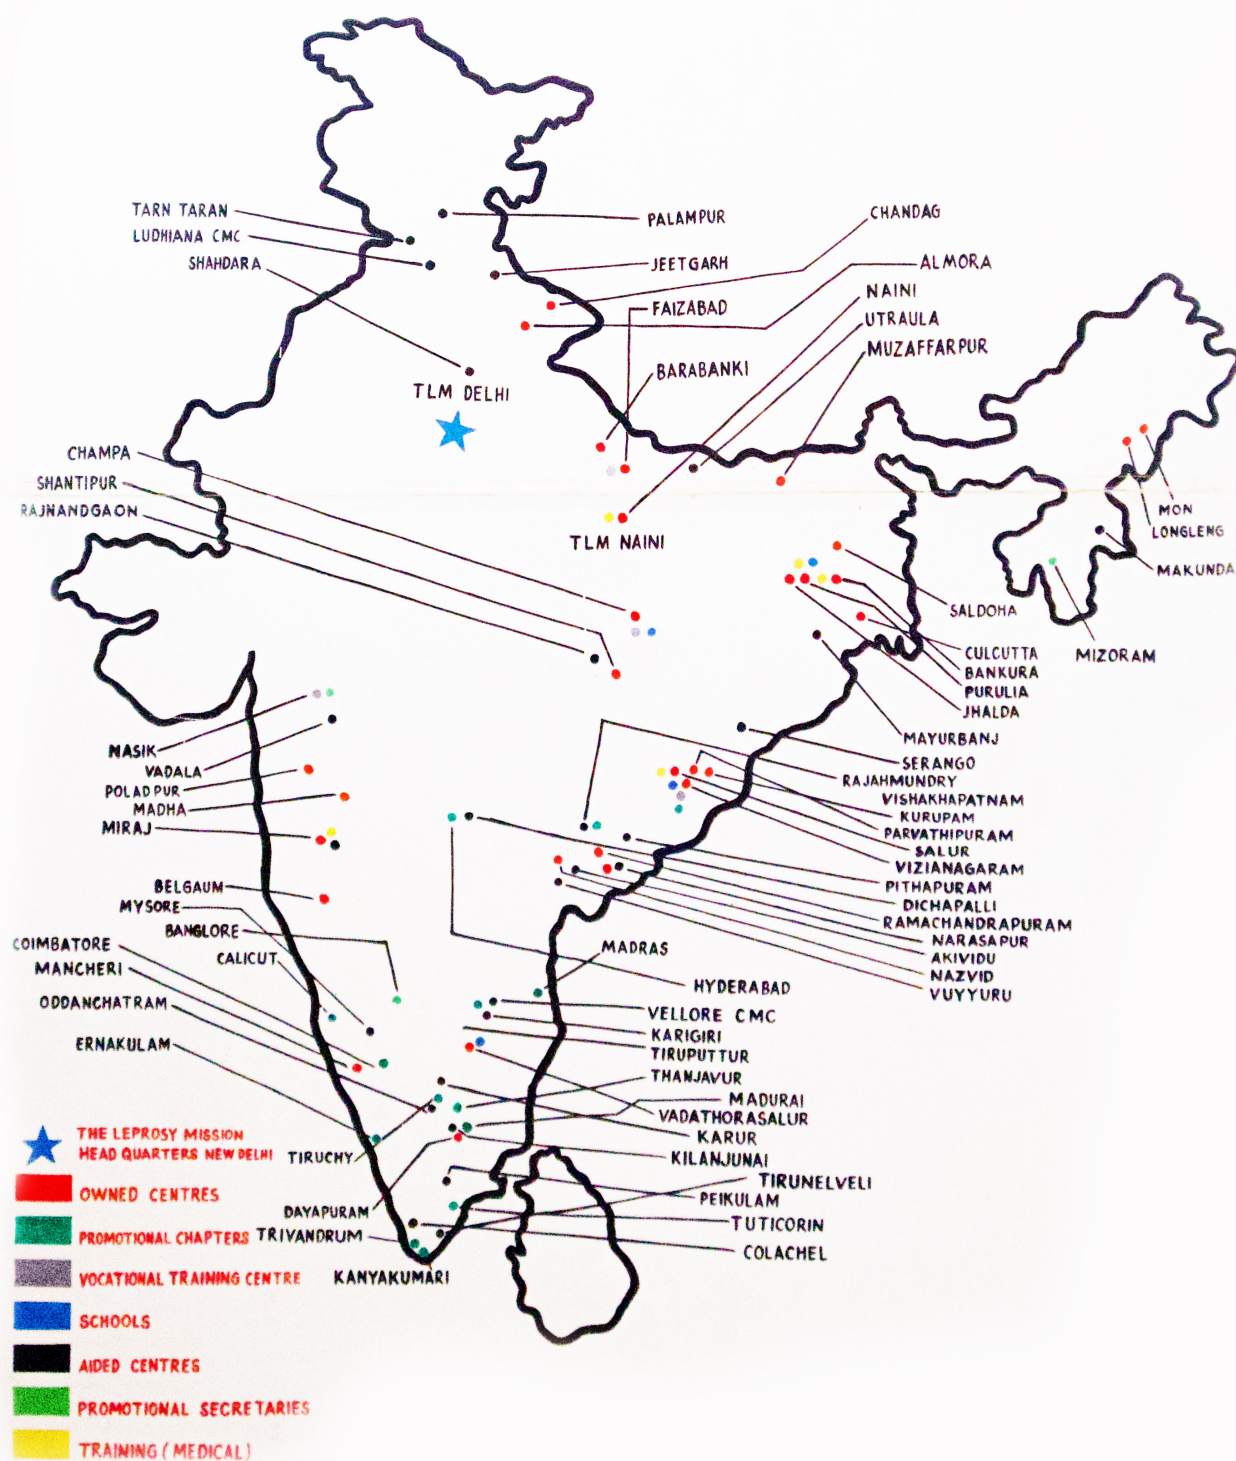 TARN TARAN
LUDHIANA CMC
SHAHDARA
PALAMPUR
CHANDAG
JEETGARH
ALMORA
FAIZABAD
NAINI
UTRAULA
MUZAFFARPUR
BARABANKI
TLM DELHI
CHAMPA
SHANTIPUR
RAJNANDGAON
TLM NAINI
MON
LONGLENG
MAKUNDA
SALDOHA
MIZORAM
CULCUTTA
BANKURA
PURULIA
JHALDA
MAYURBANJ
SERANGO
RAJAHMUNDRY
VISHAKHAPATNAM
KURUPAM
PARVATHIPURAM
SALUR
VIZIANAGARAM
PITHAPURAM
DICHAPALLI
RAMACHANDRAPURAM
NARASAPUR
AKIVIDU
NAZVID
VUYYURU
NASIK
VADALA
POLADPUR
MADHA
MIRAJ
BELGAUM
MYSORE
BANGLORE
COIMBATORE
CALICUT
MANCHERI
ODDANCHATRAM
ERNAKULAM
MADRAS
HYDERABAD
VELLORE CMC
KARIGIRI
TIRUPUTTUR
THANJAVUR
MADURAI
VADATHORASALUR
KARUR
KILANJUNAI
TIRUNELVELI
PEIKULAM
TUTICORIN
COLACHEL
TIRUCHY
DAYAPURAM
TRIVANDRUM
KANYAKUMARI
THE LEPROSY MISSION
HEAD QUARTERS NEW DELHI
OWNED CENTRES
PROMOTIONAL CHAPTERS
VOCATIONAL TRAINING CENTRE
SCHOOLS
AIDED CENTRES
PROMOTIONAL SECRETARIES
TRAINING (MEDICAL)